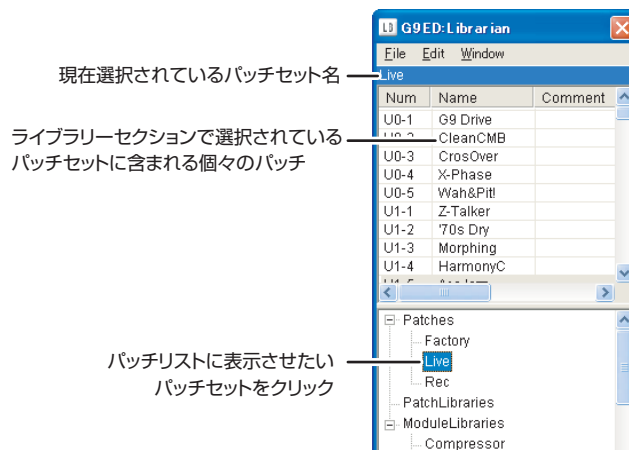 LD G9ED:Librarian
File Edit Window
現在選択されているパッチセット名
Live
Num Name Comment
U0-1 G9 Drive
ライブラリーセクションで選択されている
パッチセットに含まれる個々のパッチ
CleanCMB
U0-3 CrosOver
U0-4 X-Phase
U0-5 Wah&Pit!
U1-1 Z-Talker
U1-2 '70s Dry
U1-3 Morphing
U1-4 HarmonyC
Patches
Factory
パッチリストに表示させたい
パッチセットをクリック
Live
Rec
PatchLibraries
ModuleLibraries
Compressor